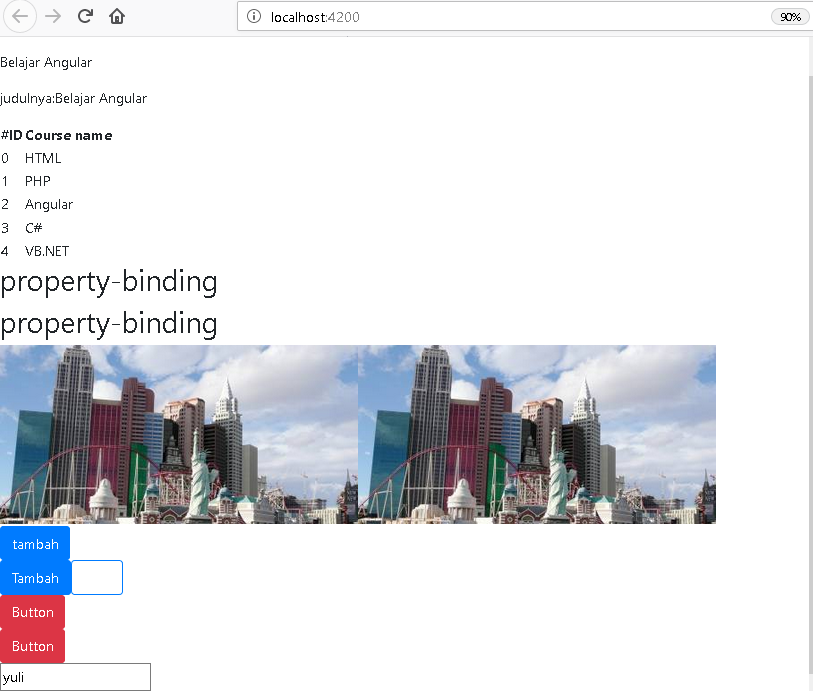 localhost:4200
90%
Belajar Angular
judulnya:Belajar Angular
#ID Course name
0 HTML
1 PHP
2 Angular
3 C#
4 VB.NET
property-binding
property-binding
tambah
Tambah
Button
Button
yuli